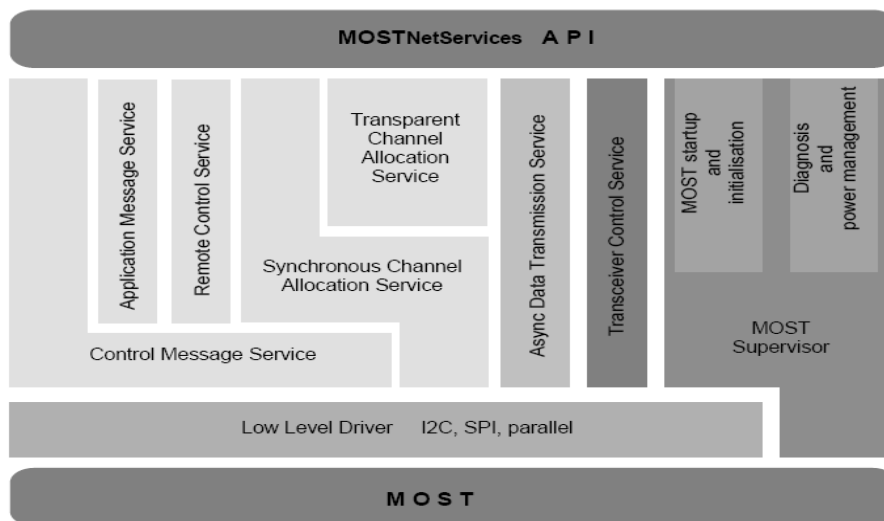 MOSTNetServices API
Application Message Service
Remote Control Service
Transparent
Channel
Allocation
Service
Synchronous Channel
Allocation Service
Control Message Service
Async Data Transmission Service
Transceiver Control Service
MOST startup
and
initialisation
Diagnosis
and
power management
MOST
Supervisor
Low Level Driver I2C, SPI, parallel
MOST